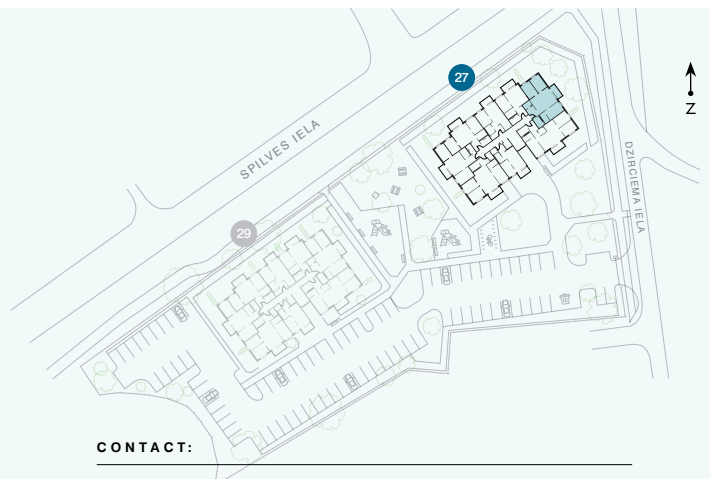 27
Z
SPILVES IELA
DZIRCIEMA IELA
29
CONTACT: